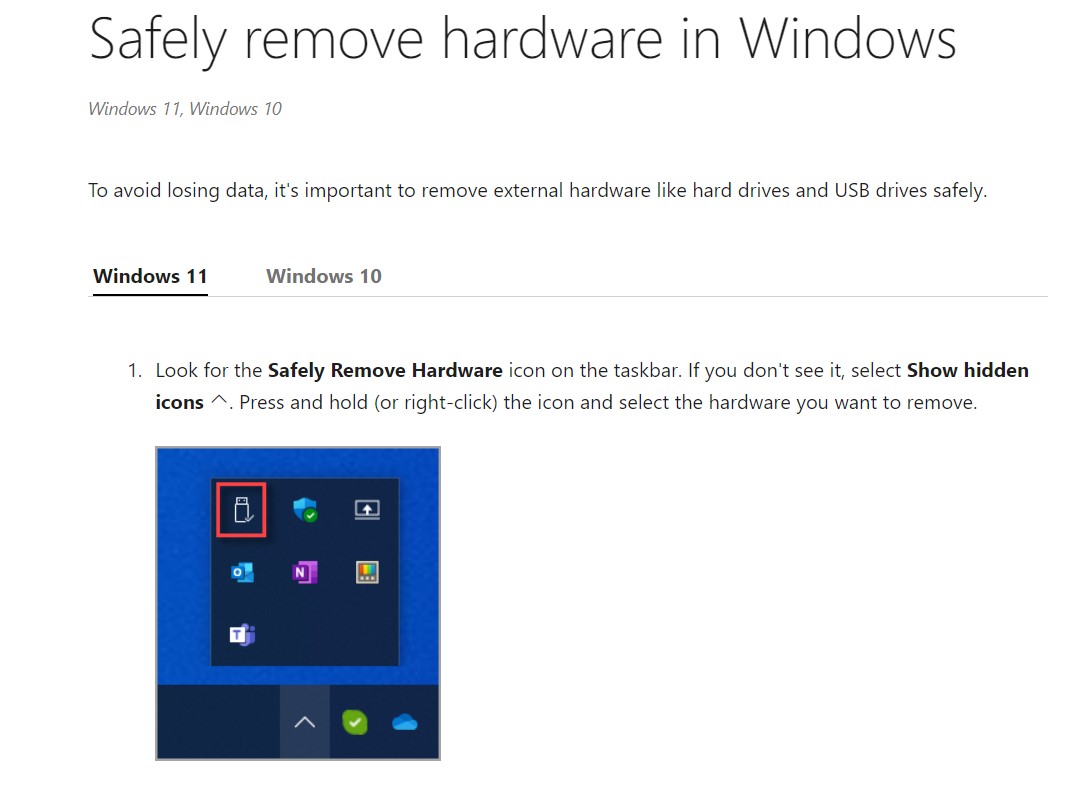 Safely remove hardware in Windows
Windows 11, Windows 10
To avoid losing data, it's important to remove external hardware like hard drives and USB drives safely.
Windows 11 Windows 10
1. Look for the Safely Remove Hardware icon on the taskbar. If you don't see it, select Show hidden
icons ^. Press and hold (or right-click) the icon and select the hardware you want to remove.
O N
T